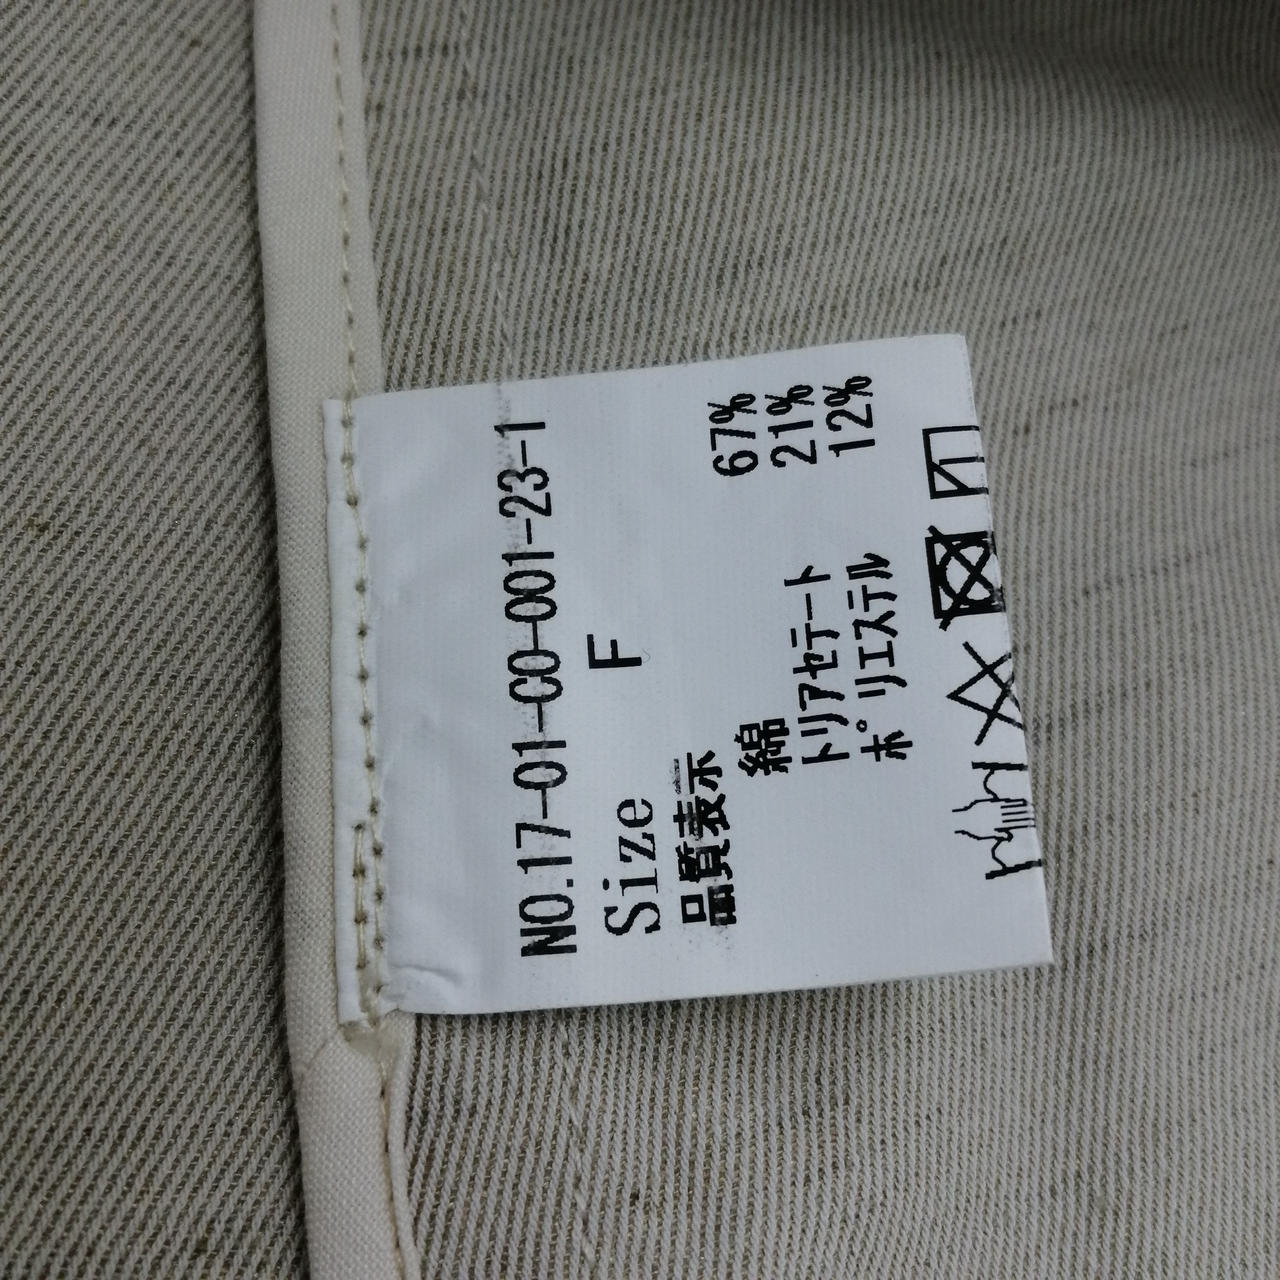 NO.17-01-CO-001-23-1
Size F
品質表示
綿 67%
トリアセテート 21%
ポリエステル 12%